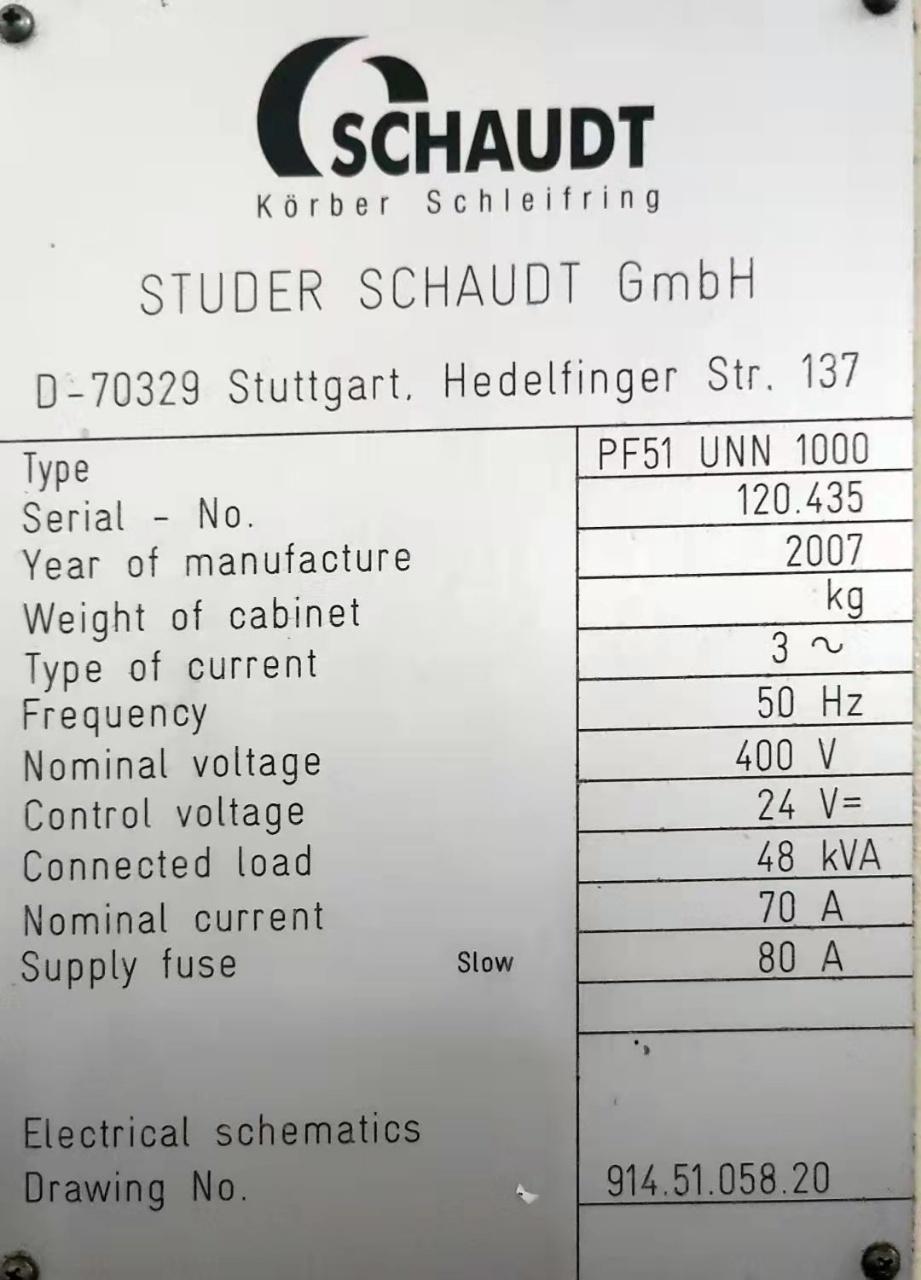 SCHAUDT
Körber Schleifring
STUDER SCHAUDT GmbH
D-70329 Stuttgart, Hedelfinger Str. 137
Type PF51 UNN 1000
Serial - No. 120.435
Year of manufacture 2007
Weight of cabinet kg
Type of current 3 ~
Frequency 50 Hz
Nominal voltage 400 V
Control voltage 24 V=
Connected load 48 kVA
Nominal current 70 A
Supply fuse Slow 80 A
Electrical schematics
Drawing No. 914.51.058.20